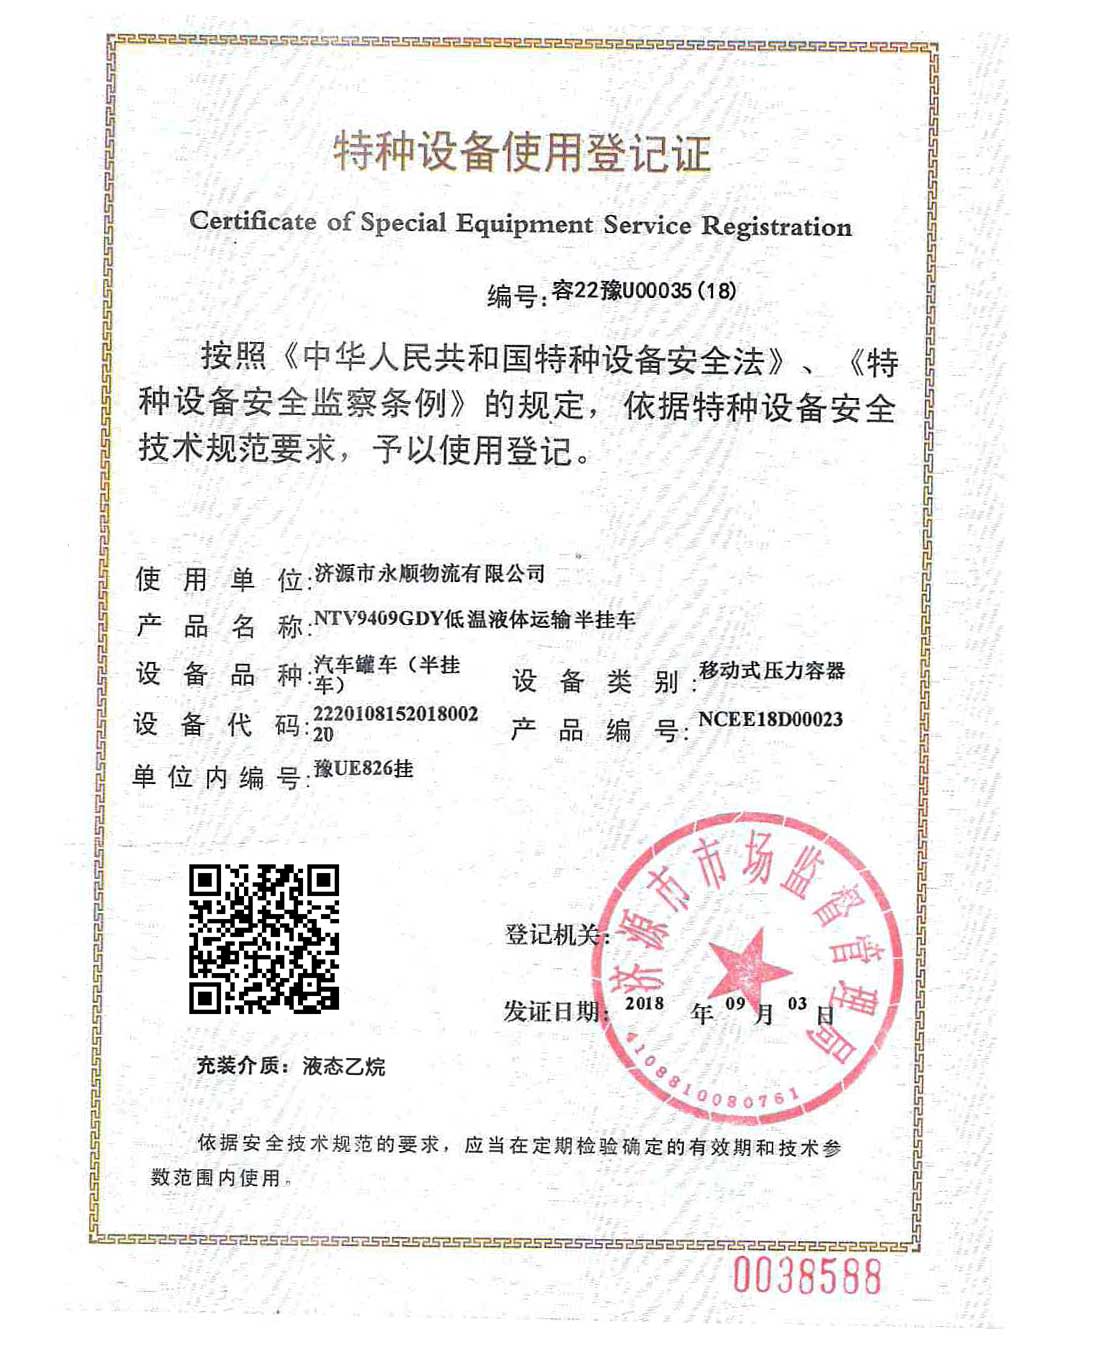 特种设备使用登记证
Certificate of Special Equipment Service Registration
编号:容22豫U00035(18)
按照《中华人民共和国特种设备安全法》、《特
种设备安全监察条例》的规定，依据特种设备安全
技术规范要求，予以使用登记。
使用单位:济源市永顺物流有限公司
产品名称:NTV9409GDY低温液体运输半挂车
设备品种:汽车罐车（半挂
车）
设备类别:移动式压力容器
设备代码:2220108152018002
20
产品编号:NCEE18D00023
单位内编号:豫UE826挂
济源市市场监督管理局
登记机关:
发证日期: 2018 年 09 月 03 日
4108810080761
充装介质：液态乙烷
依据安全技术规范的要求，应当在定期检验确定的有效期和技术参
数范围内使用。
0038588